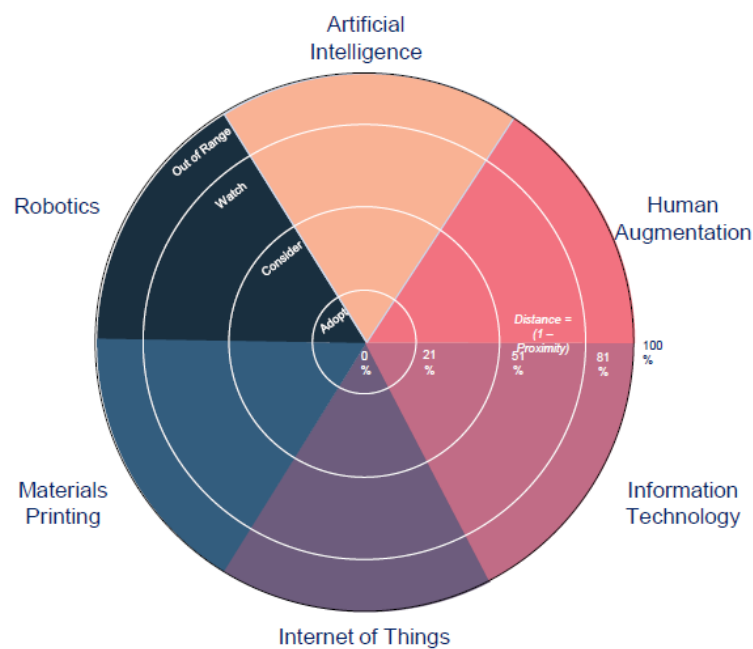 Artificial
Intelligence
Out of Range
Robotics
Watch
Human
Augmentation
Consider
Adopt
Distance =
(1 –
Proximity)
0
%
21
%
51
%
81
%
100
%
Materials
Printing
Information
Technology
Internet of Things